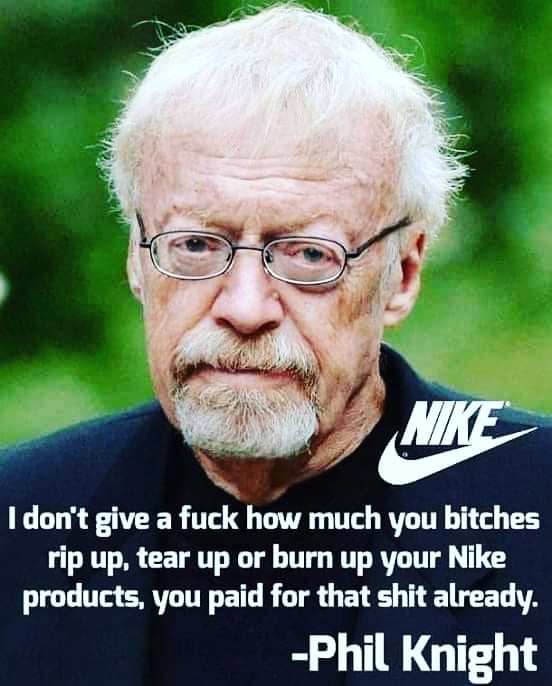 NIKE
I don't give a fuck how much you bitches
rip up, tear up or burn up your Nike
products, you paid for that shit already.
-Phil Knight